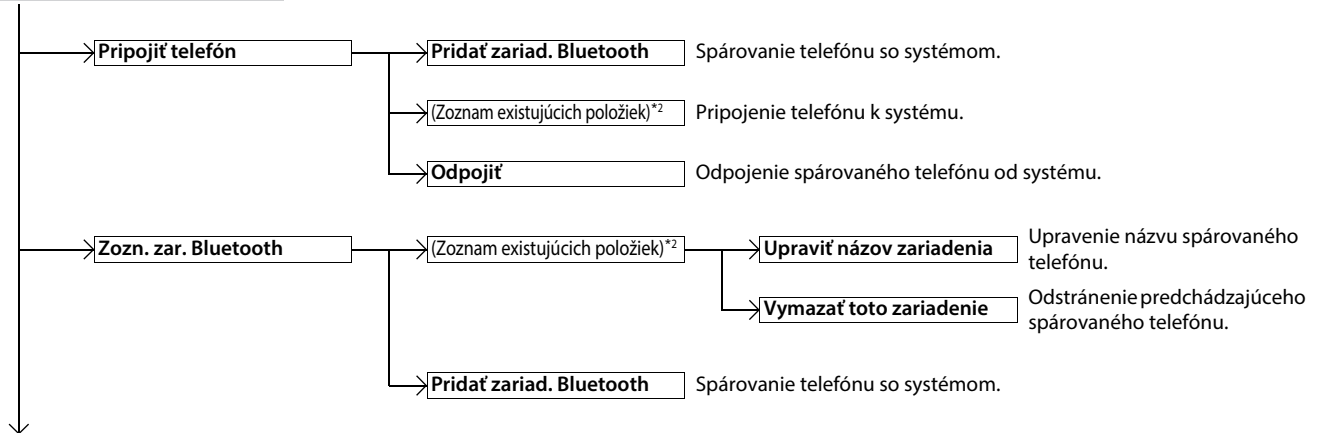 Pripojiť telefón
Pridať zariad. Bluetooth
Spárovanie telefónu so systémom.
(Zoznam existujúcich položiek)*2
Pripojenie telefónu k systému.
Odpojiť
Odpojenie spárovaného telefónu od systému.
Zozn. zar. Bluetooth
(Zoznam existujúcich položiek)*2
Upraviť názov zariadenia
Upravenie názvu spárovaného
telefónu.
Vymazať toto zariadenie
Odstránenie predchádzajúceho
spárovaného telefónu.
Pridať zariad. Bluetooth
Spárovanie telefónu so systémom.